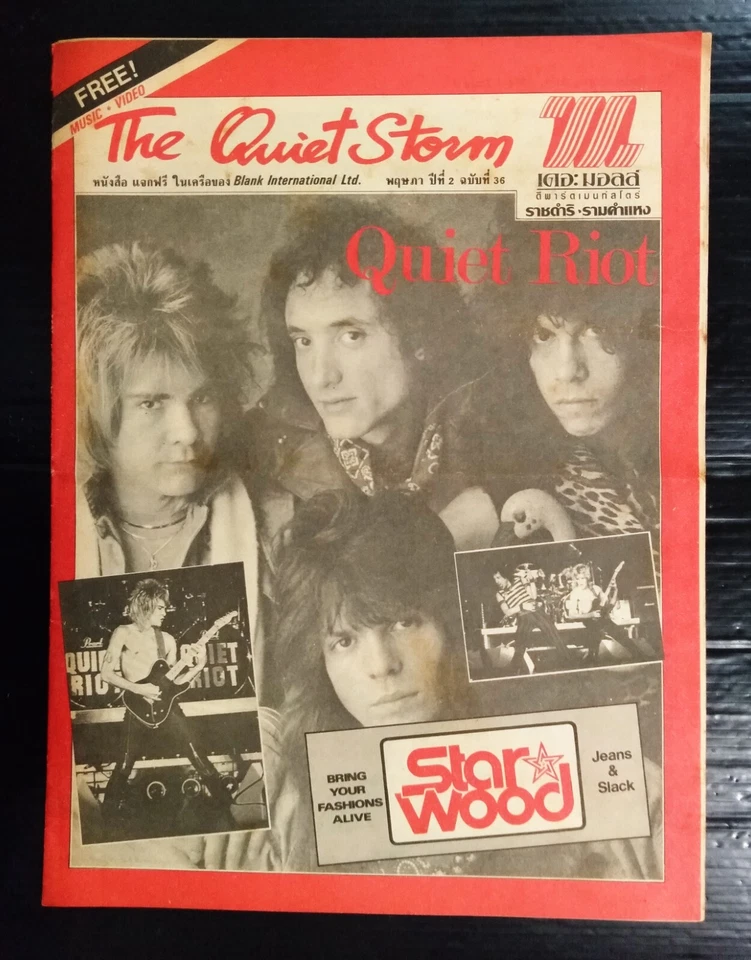 FREE!
MUSIC • VIDEO
The Quiet Storm
หนังสือ แจกฟรี ในเครือของ Blank International Ltd. พฤษภา ปีที่ 2 ฉบับที่ 36
เดอะมอลล์
ดีพาร์ตเมนท์สโตร์
ราชดำริ•รามคำแหง
Quiet Riot
Pearl
QUIET QUIET
RIOT RIOT
BRING
YOUR
FASHIONS
ALIVE
Star
Wood
Jeans
&
Slack